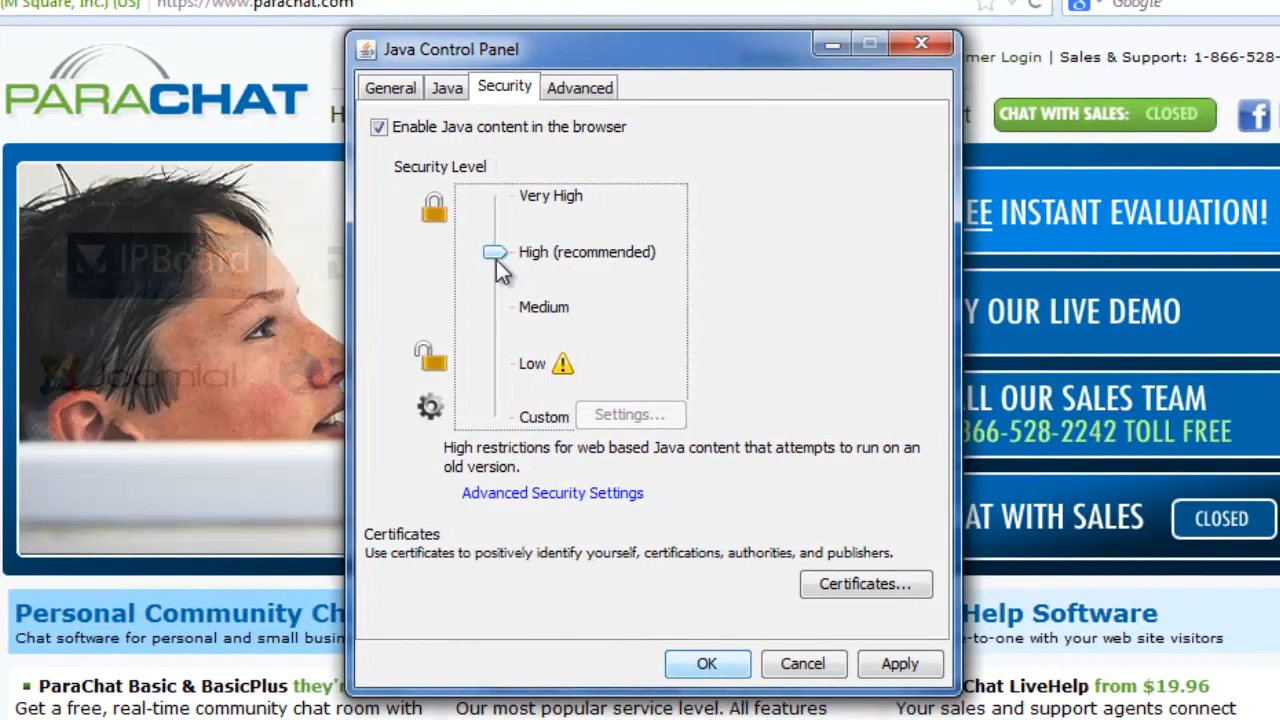 (M Square, Inc.) (US)
https://www.parachat.com
Google
PARACHAT
H
mer Login | Sales & Support: 1-866-528-
t
CHAT WITH SALES: CLOSED
f
Java Control Panel
General
Java
Security
Advanced
Enable Java content in the browser
Security Level
Very High
High (recommended)
Medium
Low
Custom
Settings...
High restrictions for web based Java content that attempts to run on an
old version.
Advanced Security Settings
Certificates
Use certificates to positively identify yourself, certifications, authorities, and publishers.
Certificates...
OK
Cancel
Apply
IPBoard
Joomla!
EE INSTANT EVALUATION!
Y OUR LIVE DEMO
LL OUR SALES TEAM
866-528-2242 TOLL FREE
AT WITH SALES
CLOSED
Personal Community Ch
Chat software for personal and small busin
Help Software
-to-one with your web site visitors
ParaChat Basic & BasicPlus they'r
Get a free, real-time community chat room with
Our most popular service level. All features
Chat LiveHelp from $19.96
Your sales and support agents connect